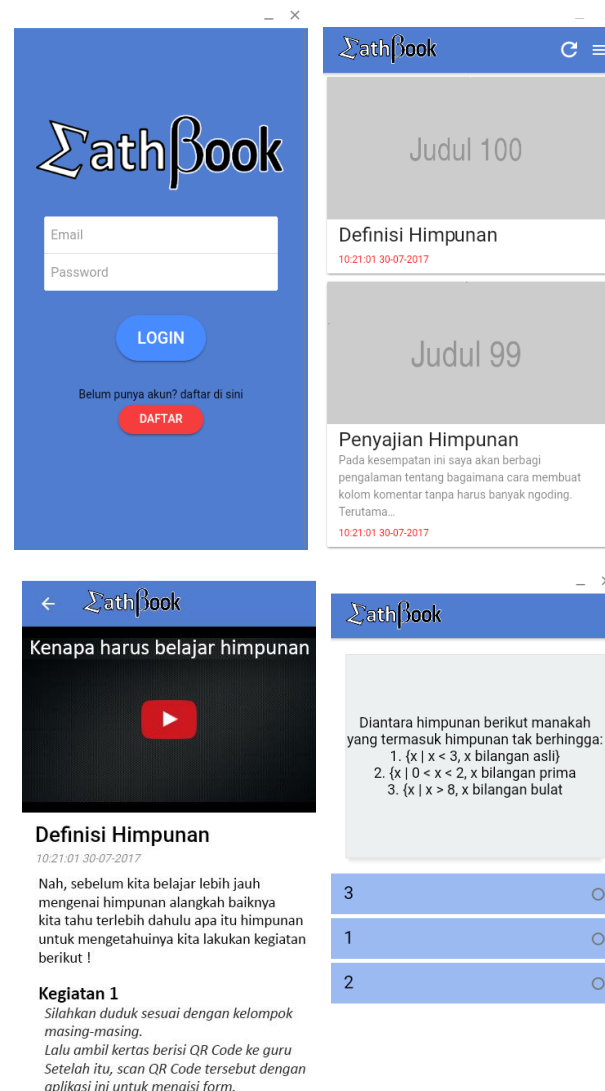 ∑athβook
Email
Password
LOGIN
Belum punya akun? daftar di sini
DAFTAR
∑athβook
Judul 100
Definisi Himpunan
10:21:01 30-07-2017
Judul 99
Penyajian Himpunan
Pada kesempatan ini saya akan berbagi
pengalaman tentang bagaimana cara membuat
kolom komentar tanpa harus banyak ngoding.
Terutama...
10:21:01 30-07-2017
∑athβook
Kenapa harus belajar himpunan
Definisi Himpunan
10:21:01 30-07-2017
Nah, sebelum kita belajar lebih jauh
mengenai himpunan alangkah baiknya
kita tahu terlebih dahulu apa itu himpunan
untuk mengetahuinya kita lakukan kegiatan
berikut !
Kegiatan 1
Silahkan duduk sesuai dengan kelompok
masing-masing.
Lalu ambil kertas berisi QR Code ke guru
Setelah itu, scan QR Code tersebut dengan
aplikasi ini untuk mengisi form.
∑athβook
Diantara himpunan berikut manakah
yang termasuk himpunan tak berhingga:
1. {x | x < 3, x bilangan asli}
2. {x | 0 < x < 2, x bilangan prima
3. {x | x > 8, x bilangan bulat
3
1
2